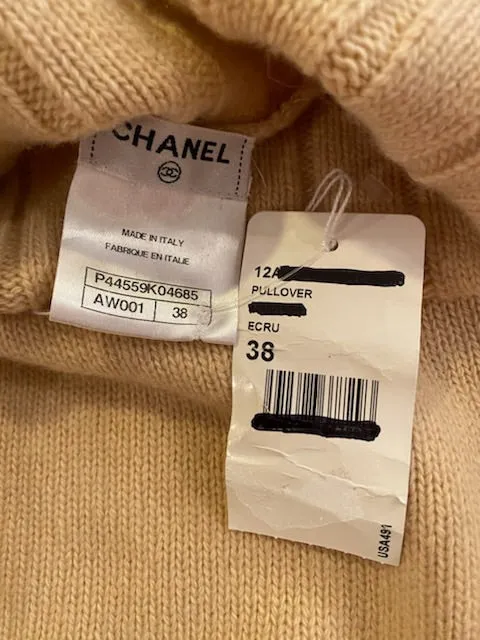 CHANEL
MADE IN ITALY
FABRIQUE EN ITALIE
P44559K04685
AW001 38
12A
PULLOVER
ECRU
38
USA491